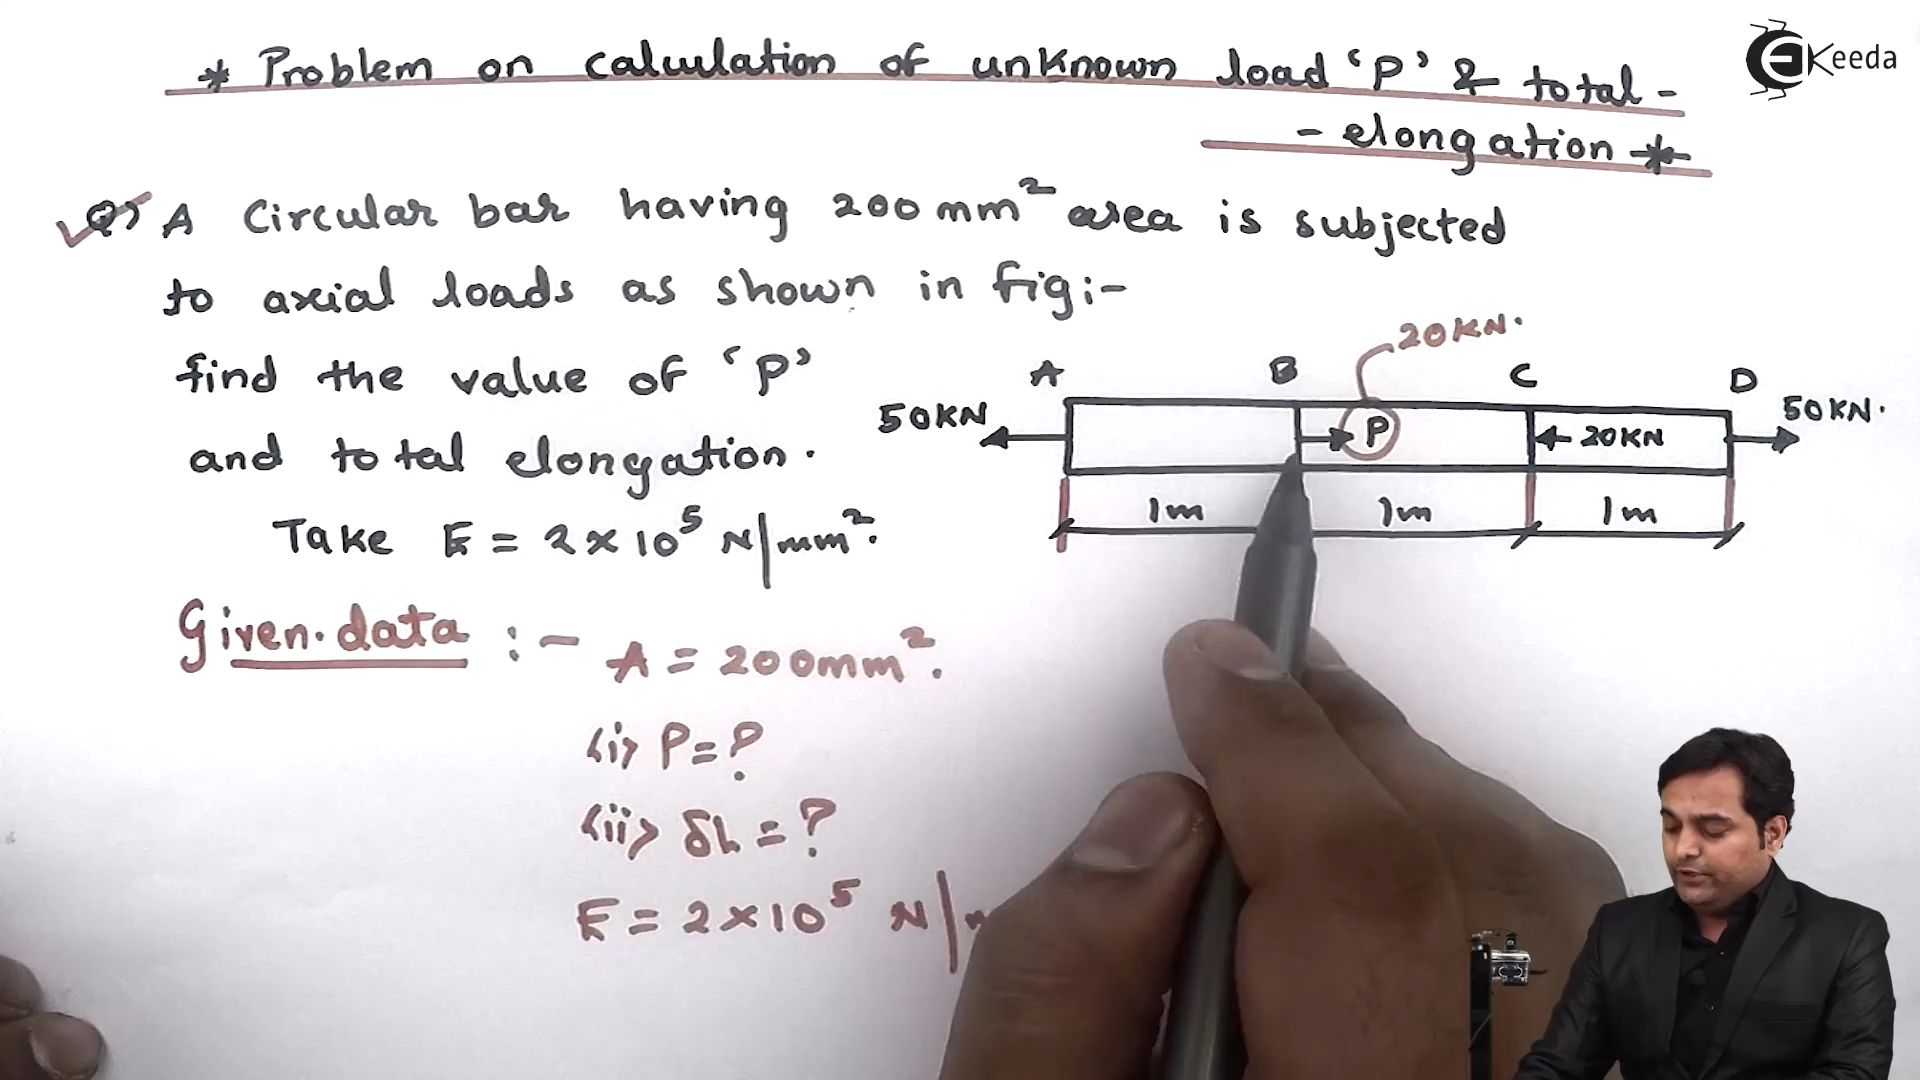 * Problem on calculation of unknown load 'P' & total -
- elongation *
Keeda
Q) A Circular bar having 200 mm² area is subjected
to axial loads as shown in fig:-
find the value of 'P'
and total elongation.
Take E = 2 × 10⁵ N/mm².
20KN.
A B C D
50KN P 20KN 50KN.
1m 1m 1m
Given data :- A = 200mm².
(i) P = ?
(ii) δL = ?
E = 2 × 10⁵ N/